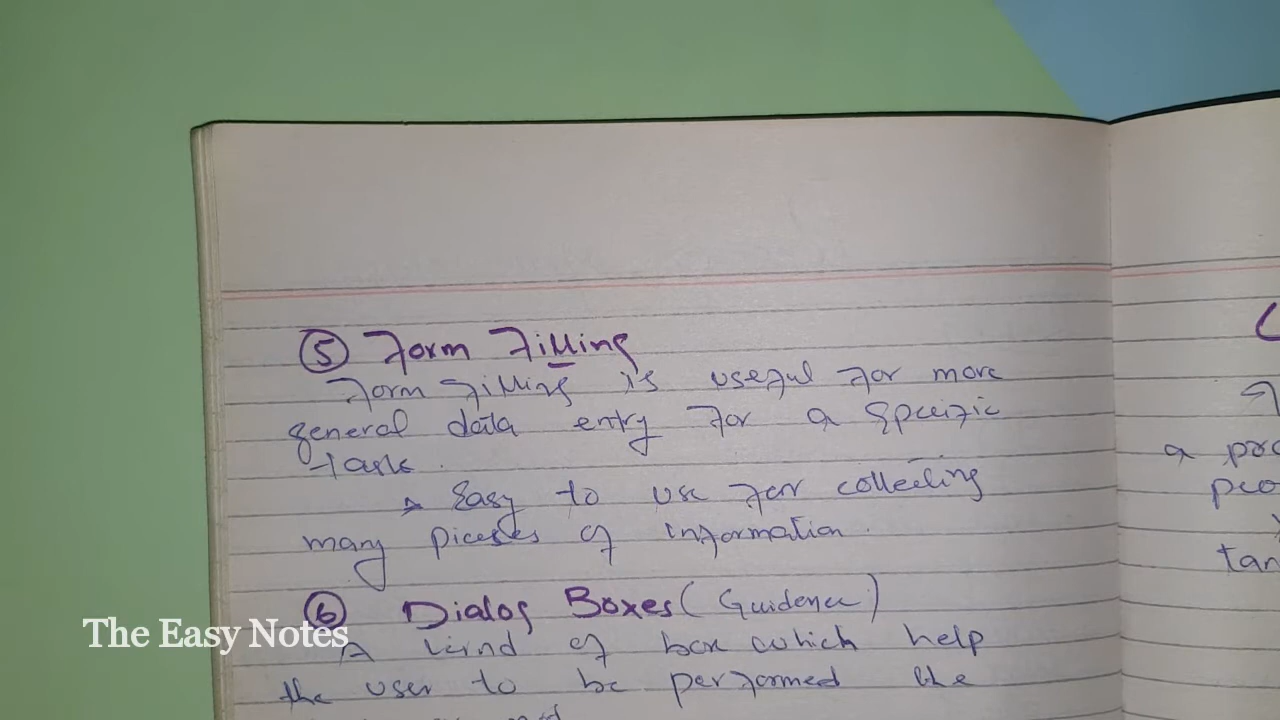 ⑤ Form Filling
Form Filling is useful for more
general data entry for a specific
Task.
Easy to use for collecting
many piceses of information.
⑥ Dialog Boxes (Guidence)
A kind of box which help
the user to be performed the
a
tan
The Easy Notes